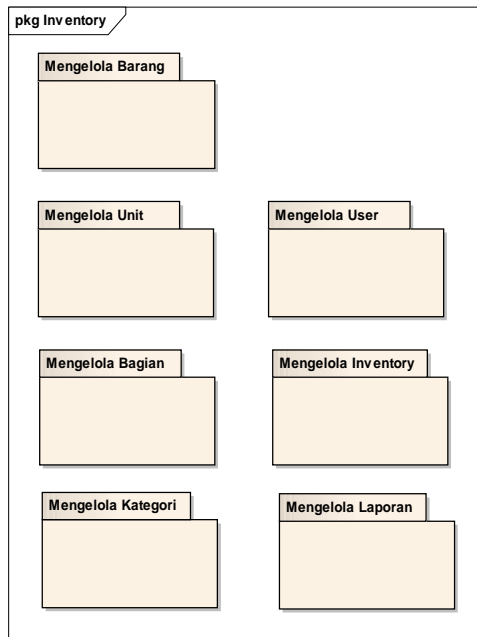 pkg Inventory
Mengelola Barang
Mengelola Unit
Mengelola User
Mengelola Bagian
Mengelola Inventory
Mengelola Kategori
Mengelola Laporan